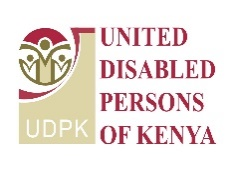 UNITED
DISABLED
PERSONS
OF KENYA
UDPK